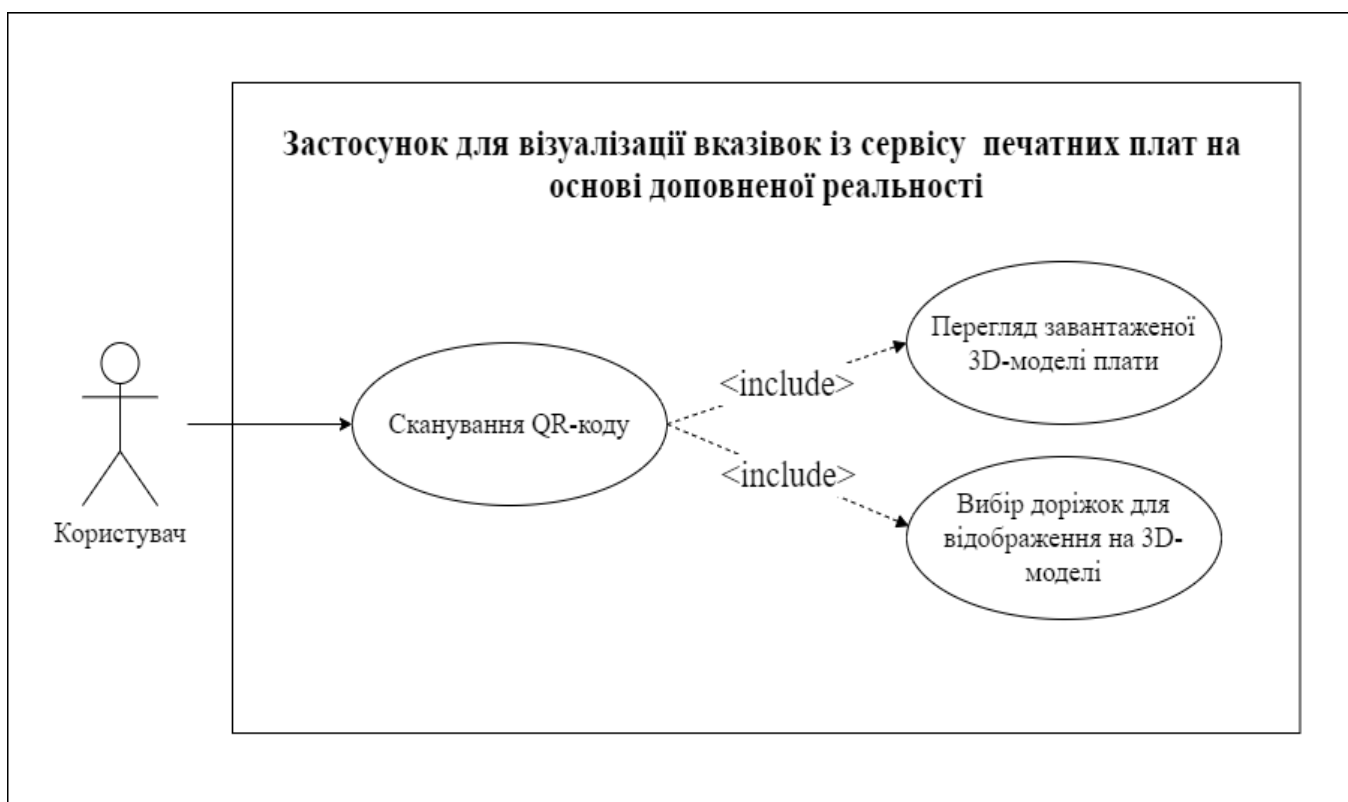 Застосунок для візуалізації вказівок із сервісу печатних плат на
основі доповненої реальності
Перегляд завантаженої
3D-моделі плати
<include>
Сканування QR-коду
<include>
Вибір доріжок для
відображення на 3D-
моделі
Користувач